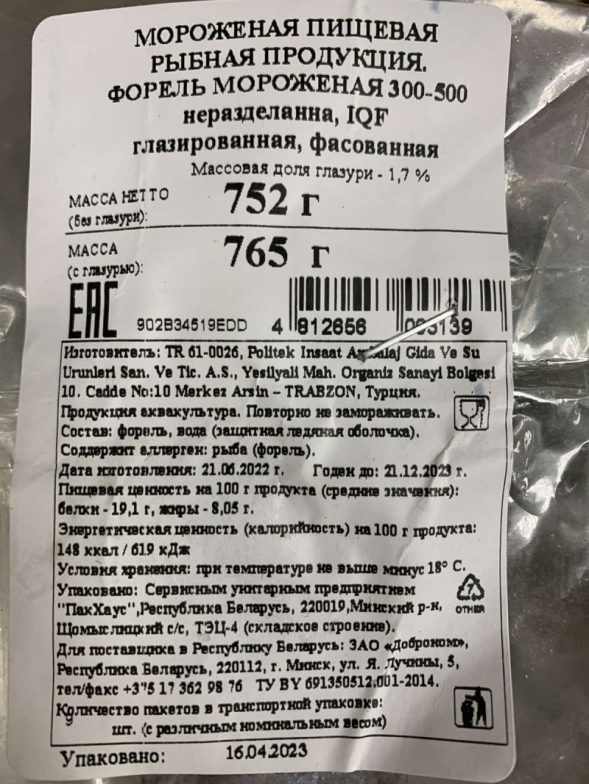 МОРОЖЕНАЯ ПИЩЕВАЯ
РЫБНАЯ ПРОДУКЦИЯ.
ФОРЕЛЬ МОРОЖЕНАЯ 300-500
неразделанна, IQF
глазированная, фасованная
Массовая доля глазури - 1,7 %
МАССА НЕТТО
(без глазури):
752 г
МАССА
(с глазурью):
765 г
EAC
902B34519EDD 4 812656 139
Изготовитель: TR 61-0026, Politek Insaat Gida Ve Su
Urunleri San. Ve Tic. A.S., Yesilyali Mah. Organiz Sanayi Bolgesi
10. Cadde No:10 Merkez Arsin – TRABZON, Турция.
Продукция аквакультура. Повторно не замораживать.
Состав: форель, вода (защитная ледяная оболочка).
Соддержит аллерген: рыба (форель).
Дата изготовления: 21.06.2022 г. Годен до: 21.12.2023 г.
Пищевая ценность на 100 г продукта (средние значения):
белки - 19,1 г, жиры - 8,05 г.
Энергетическая ценность (калорийность) на 100 г продукта:
148 ккал / 619 кДж
Условия хранения: при температуре не выше минус 18° С.
Упаковано: Сервисным унитарным предприятием
"ПакХаус",Республика Беларусь, 220019,Минский р-н,
Щомыслицкий с/с, ТЭЦ-4 (складское строение).
7
ОТНЕВ
Для поставщика в Республику Беларусь: ЗАО «Доброном»,
Республика Беларусь, 220112, г. Минск, ул. Я. Лучины, 5,
тел/факс +375 17 362 98 76 ТУ BY 691350512.001-2014.
Количество пакетов в транспортной упаковке:
9 шт. (с различным номинальным весом)
Упаковано: 16.04.2023